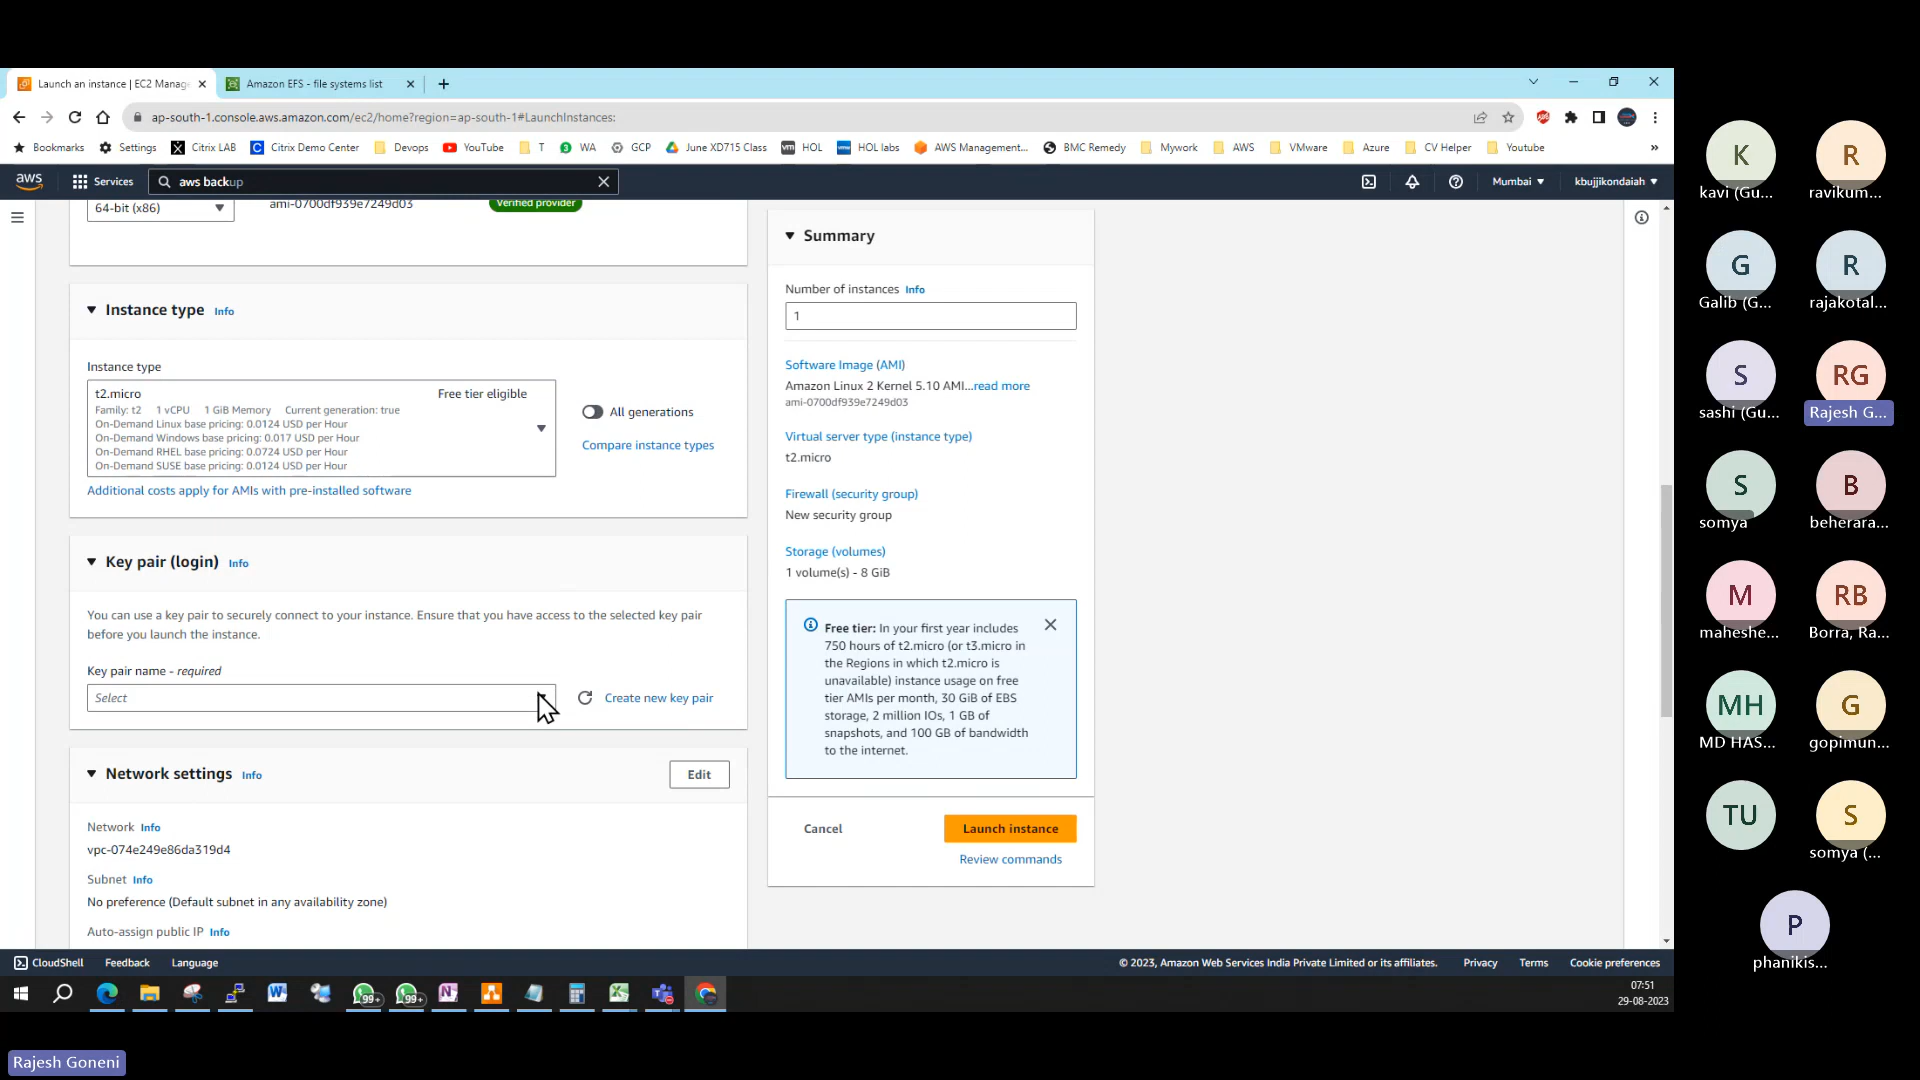 Launch an instance | EC2 Manag
Amazon EFS - file systems list
ap-south-1.console.aws.amazon.com/ec2/home?region=ap-south-1#LaunchInstances:
Bookmarks
Settings
Citrix LAB
Citrix Demo Center
Devops
YouTube
T
WA
GCP
June XD715 Class
HOL
HOL labs
AWS Management...
BMC Remedy
Mywork
AWS
VMware
Azure
CV Helper
Youtube
aws
Services
aws backup
Mumbai
kbujjikondaiah
64-bit (x86)
ami-0700df939e7249d03
Verified provider
Instance type Info
Instance type
t2.micro
Free tier eligible
Family: t2 1 vCPU 1 GiB Memory Current generation: true
On-Demand Linux base pricing: 0.0124 USD per Hour
On-Demand Windows base pricing: 0.017 USD per Hour
On-Demand RHEL base pricing: 0.0724 USD per Hour
On-Demand SUSE base pricing: 0.0124 USD per Hour
All generations
Compare instance types
Additional costs apply for AMIs with pre-installed software
Key pair (login) Info
You can use a key pair to securely connect to your instance. Ensure that you have access to the selected key pair
before you launch the instance.
Key pair name - required
Select
Create new key pair
Network settings Info
Edit
Network Info
vpc-074e249e86da319d4
Subnet Info
No preference (Default subnet in any availability zone)
Auto-assign public IP Info
Summary
Number of instances Info
1
Software Image (AMI)
Amazon Linux 2 Kernel 5.10 AMI...read more
ami-0700df939e7249d03
Virtual server type (instance type)
t2.micro
Firewall (security group)
New security group
Storage (volumes)
1 volume(s) - 8 GiB
Free tier: In your first year includes
750 hours of t2.micro (or t3.micro in
the Regions in which t2.micro is
unavailable) instance usage on free
tier AMIs per month, 30 GiB of EBS
storage, 2 million IOs, 1 GB of
snapshots, and 100 GB of bandwidth
to the internet.
Cancel
Launch instance
Review commands
CloudShell
Feedback
Language
© 2023, Amazon Web Services India Private Limited or its affiliates.
Privacy
Terms
Cookie preferences
99+
99+
07:51
29-08-2023
Rajesh Goneni
K
kavi (Gu...
R
ravikum...
G
Galib (G...
R
rajakotal...
S
sashi (Gu...
RG
Rajesh G...
S
somya
B
beherara...
M
maheshe...
RB
Borra, Ra...
MH
MD HAS...
G
gopimun...
TU
S
somya (...
P
phanikis...